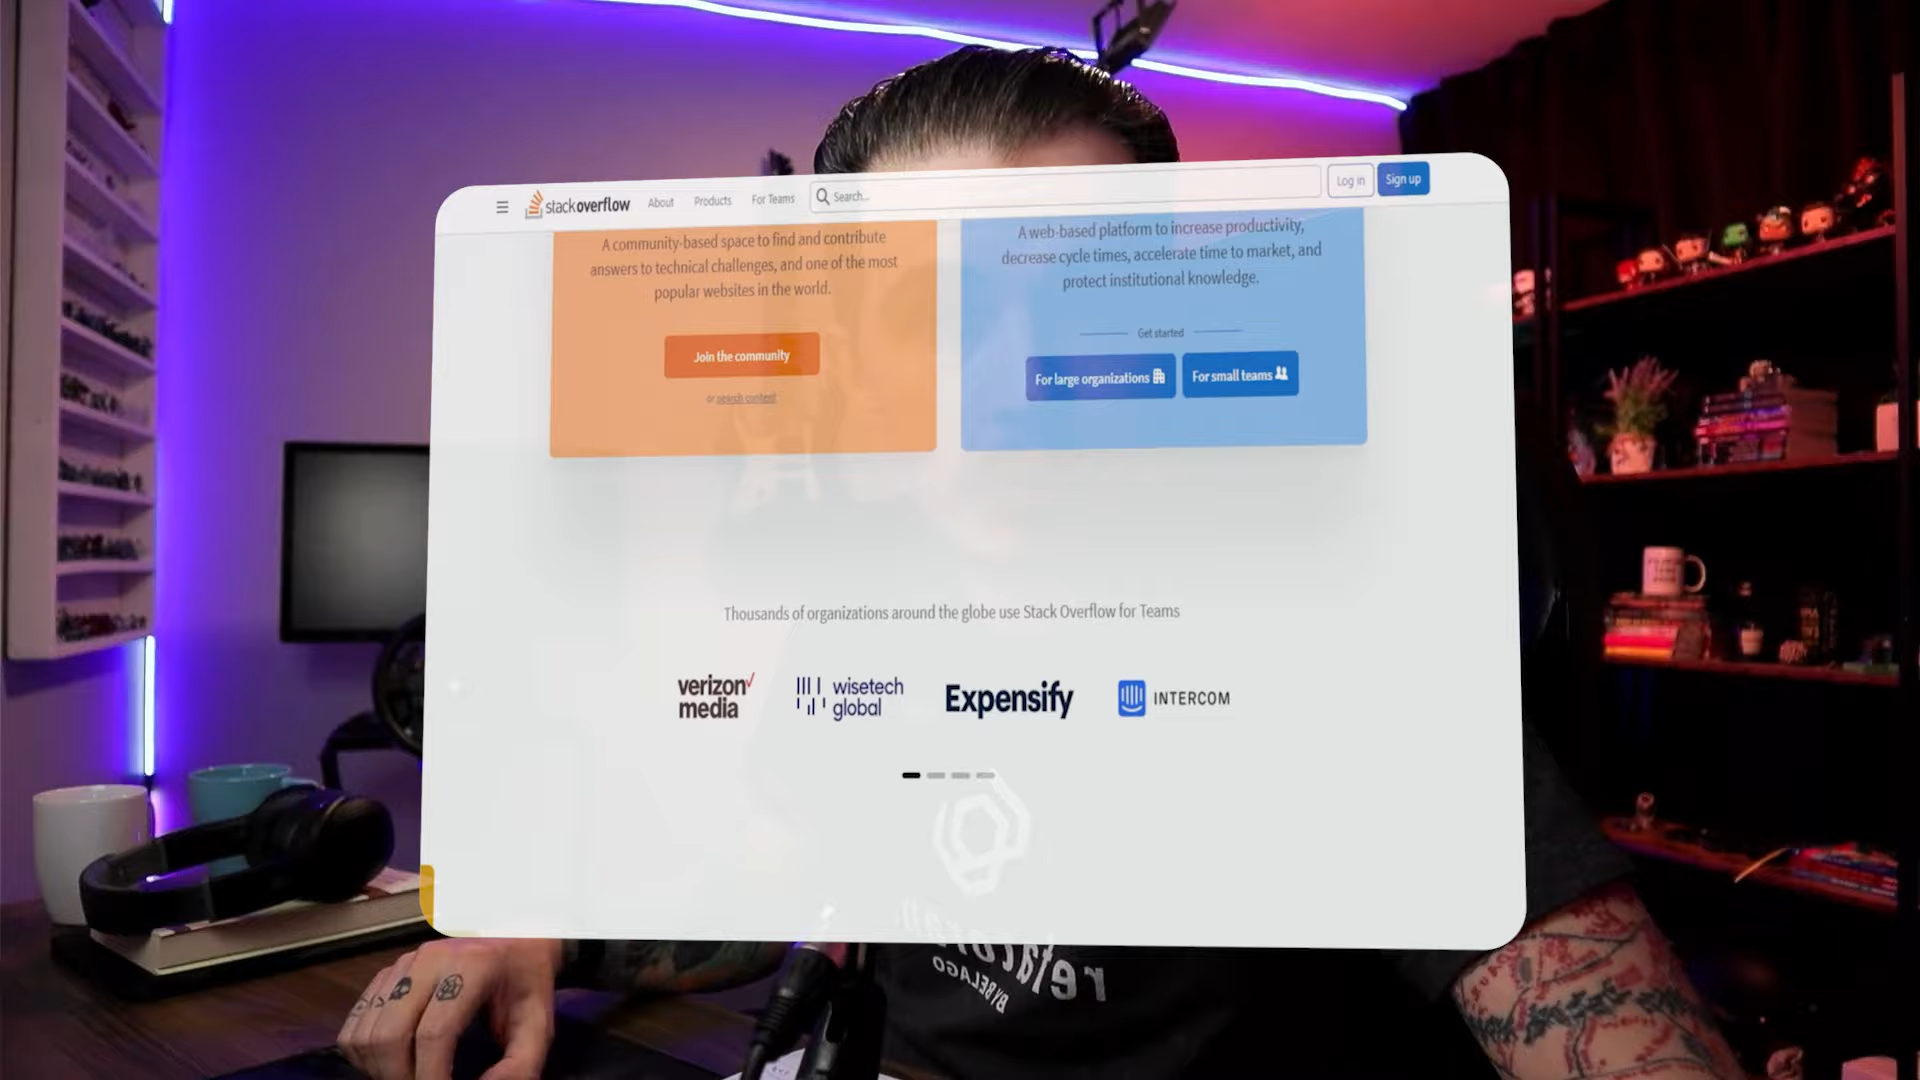 stackoverflow
About
Products
For Teams
Search...
Log in
Sign up
A community-based space to find and contribute
answers to technical challenges, and one of the most
popular websites in the world.
Join the community
or search content
A web-based platform to increase productivity,
decrease cycle times, accelerate time to market, and
protect institutional knowledge.
Get started
For large organizations
For small teams
Thousands of organizations around the globe use Stack Overflow for Teams
verizon
media
wisetech
global
Expensify
INTERCOM
BY BELAGO